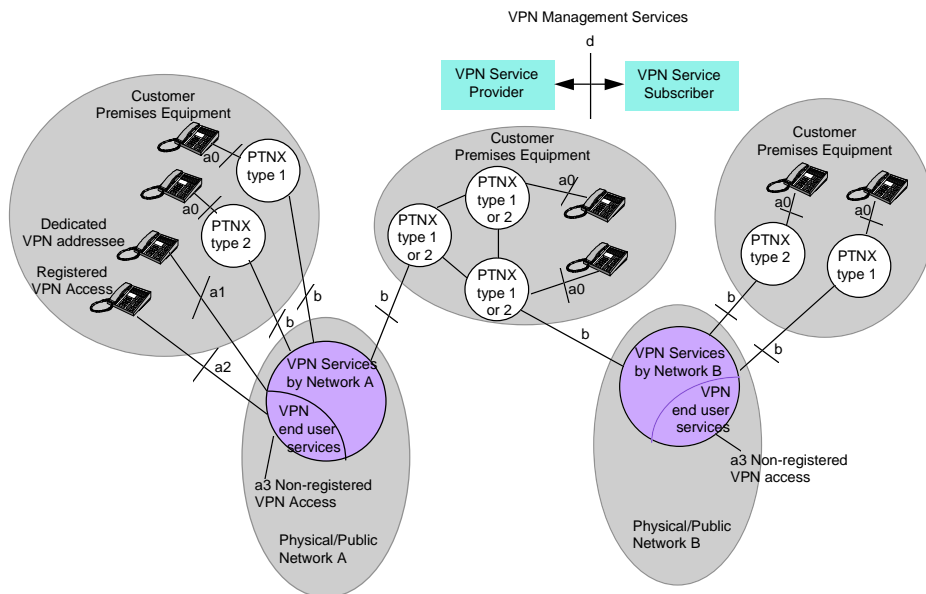 VPN Management Services
d
VPN Service
Provider
VPN Service
Subscriber
Customer
Premises Equipment
a0
PTNX
type 1
a0
PTNX
type 2
Dedicated
VPN addressee
Registered
VPN Access
a1
a2
b
b
Customer
Premises Equipment
PTNX
type 1
or 2
a0
PTNX
type 1
or 2
PTNX
type 1
or 2
a0
b
b
Customer
Premises Equipment
a0
a0
PTNX
type 2
PTNX
type 1
b
b
VPN Services
by Network A
VPN
end user
services
a3 Non-registered
VPN Access
Physical/Public
Network A
VPN Services
by Network B
VPN
end user
services
a3 Non-registered
VPN access
Physical/Public
Network B